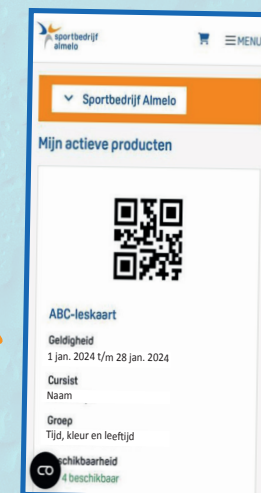 sportbedrijf
almelo
MENU
Sportbedrijf Almelo
Mijn actieve producten
ABC-leskaart
Geldigheid
1 jan. 2024 t/m 28 jan. 2024
Cursist
Naam
Groep
Tijd, kleur en leeftijd
schikbaarheid
4 beschikbaar